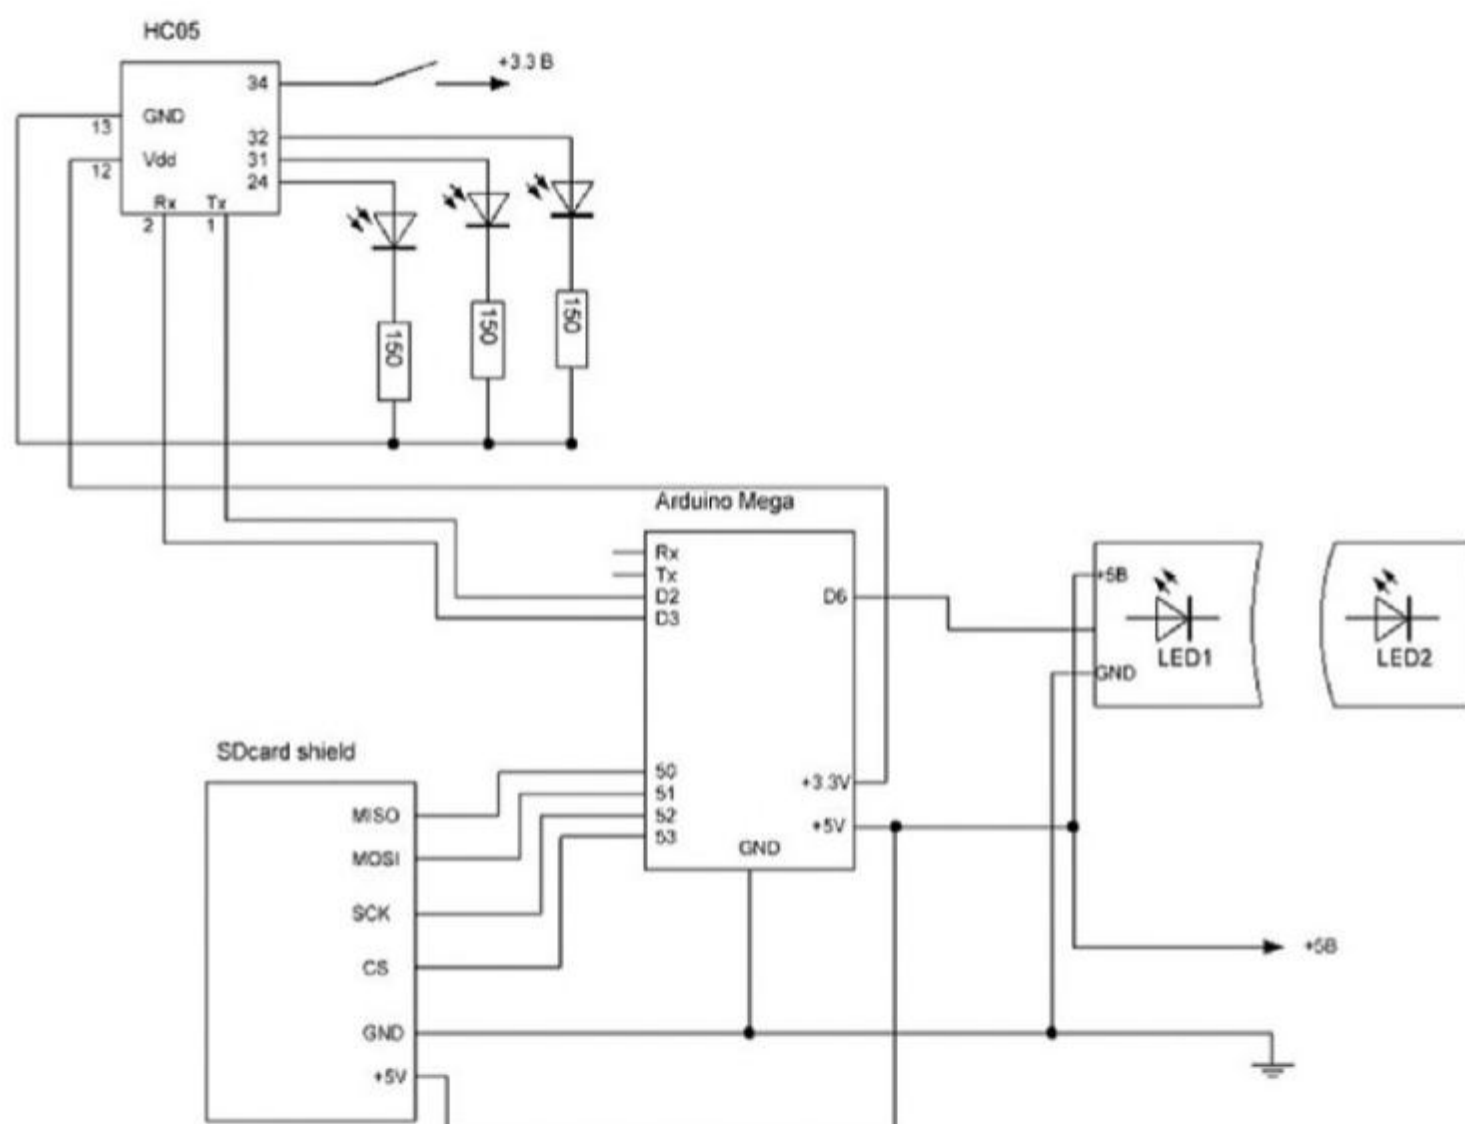 HC05
34
+3.3 В
13
GND
32
12
Vdd
31
24
Rx
Tx
2
1
150
150
150
Arduino Mega
Rx
Tx
D2
D3
D6
+5В
LED1
LED2
GND
SDcard shield
50
51
52
53
+3.3V
+5V
GND
MISO
MOSI
SCK
CS
GND
+5V
+5В